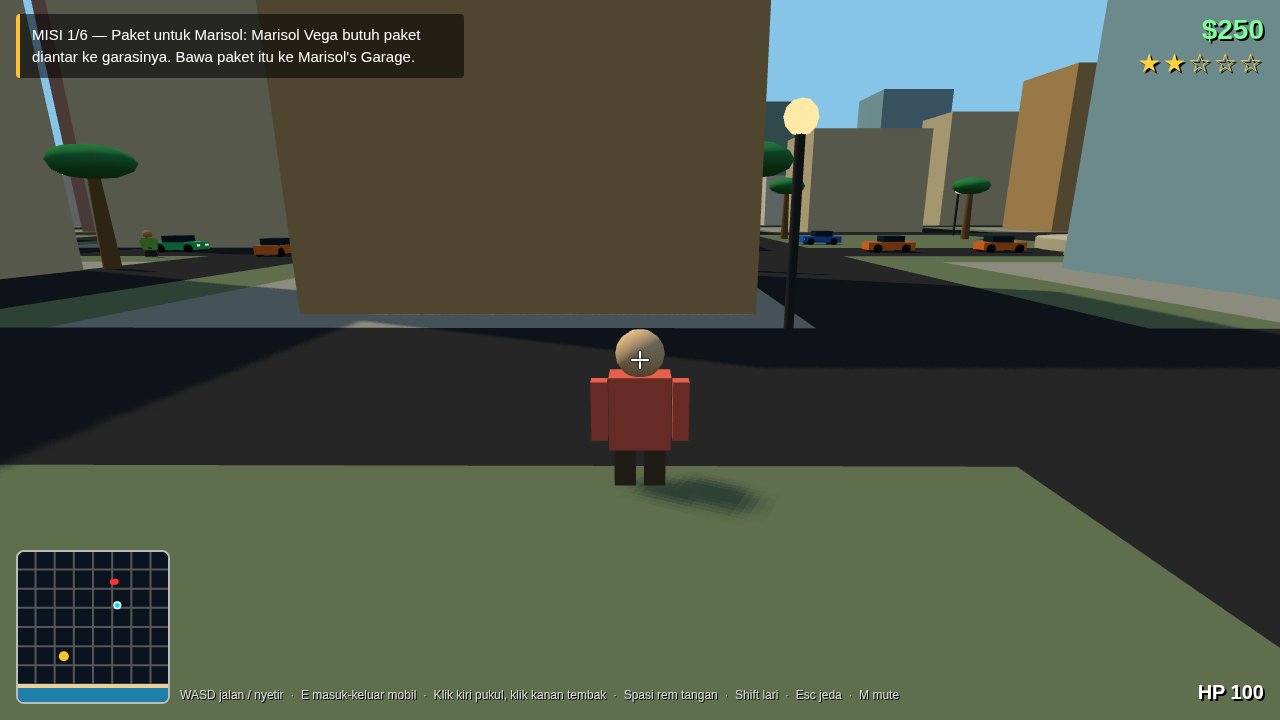 MISI 1/6 — Paket untuk Marisol: Marisol Vega butuh paket
diantar ke garasinya. Bawa paket itu ke Marisol's Garage.
$250
★★☆☆☆
WASD jalan / nyetir · E masuk-keluar mobil · Klik kiri pukul, klik kanan tembak · Spasi rem tangan · Shift lari · Esc jeda · M mute
HP 100